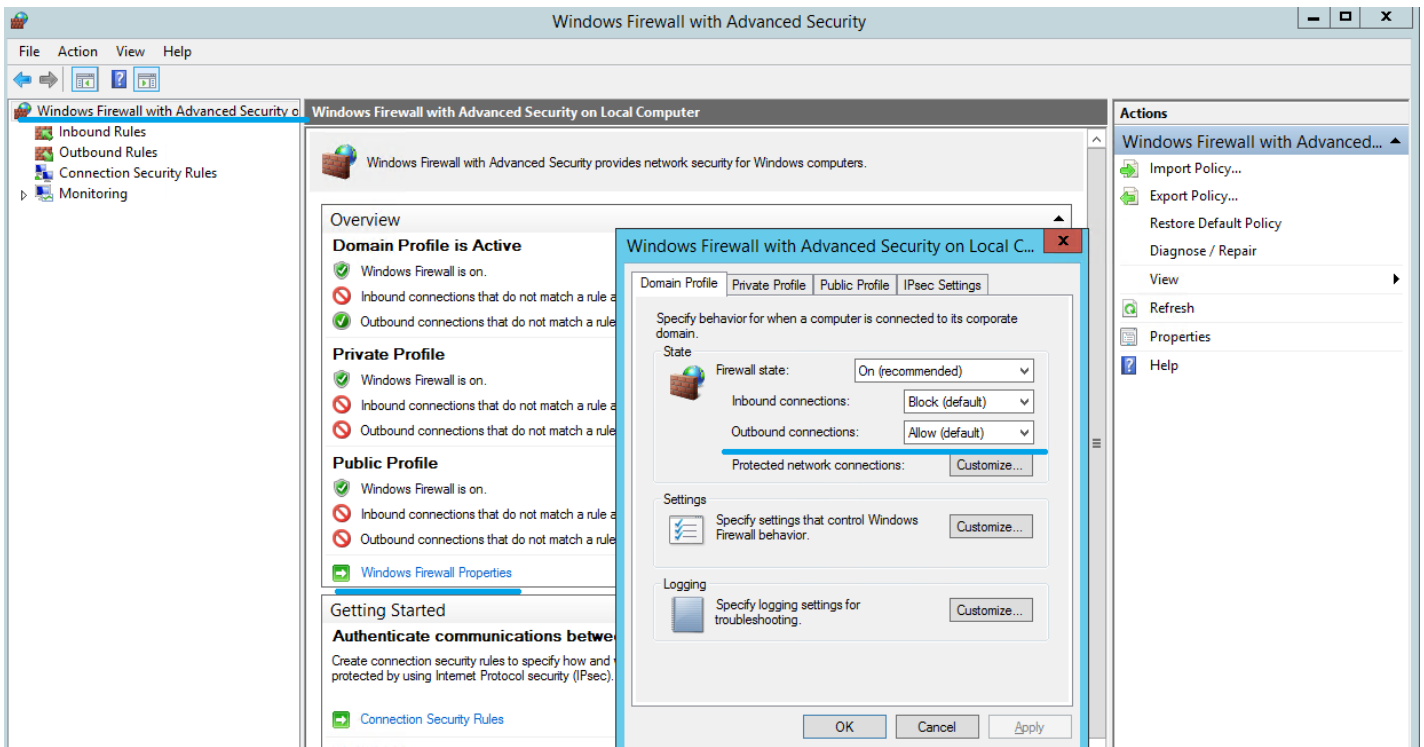 Windows Firewall with Advanced Security
File Action View Help
Windows Firewall with Advanced Security o
Inbound Rules
Outbound Rules
Connection Security Rules
Monitoring
Windows Firewall with Advanced Security on Local Computer
Windows Firewall with Advanced Security provides network security for Windows computers.
Overview
Domain Profile is Active
Windows Firewall is on.
Inbound connections that do not match a rule a
Outbound connections that do not match a rule
Private Profile
Windows Firewall is on.
Inbound connections that do not match a rule a
Outbound connections that do not match a rule
Public Profile
Windows Firewall is on.
Inbound connections that do not match a rule a
Outbound connections that do not match a rule
Windows Firewall Properties
Getting Started
Authenticate communications betwe
Create connection security rules to specify how and
protected by using Internet Protocol security (IPsec).
Connection Security Rules
Windows Firewall with Advanced Security on Local C...
Domain Profile Private Profile Public Profile IPsec Settings
Specify behavior for when a computer is connected to its corporate
domain.
State
Firewall state: On (recommended)
Inbound connections: Block (default)
Outbound connections: Allow (default)
Protected network connections: Customize...
Settings
Specify settings that control Windows
Firewall behavior.
Customize...
Logging
Specify logging settings for
troubleshooting.
Customize...
OK Cancel Apply
Actions
Windows Firewall with Advanced...
Import Policy...
Export Policy...
Restore Default Policy
Diagnose / Repair
View
Refresh
Properties
Help